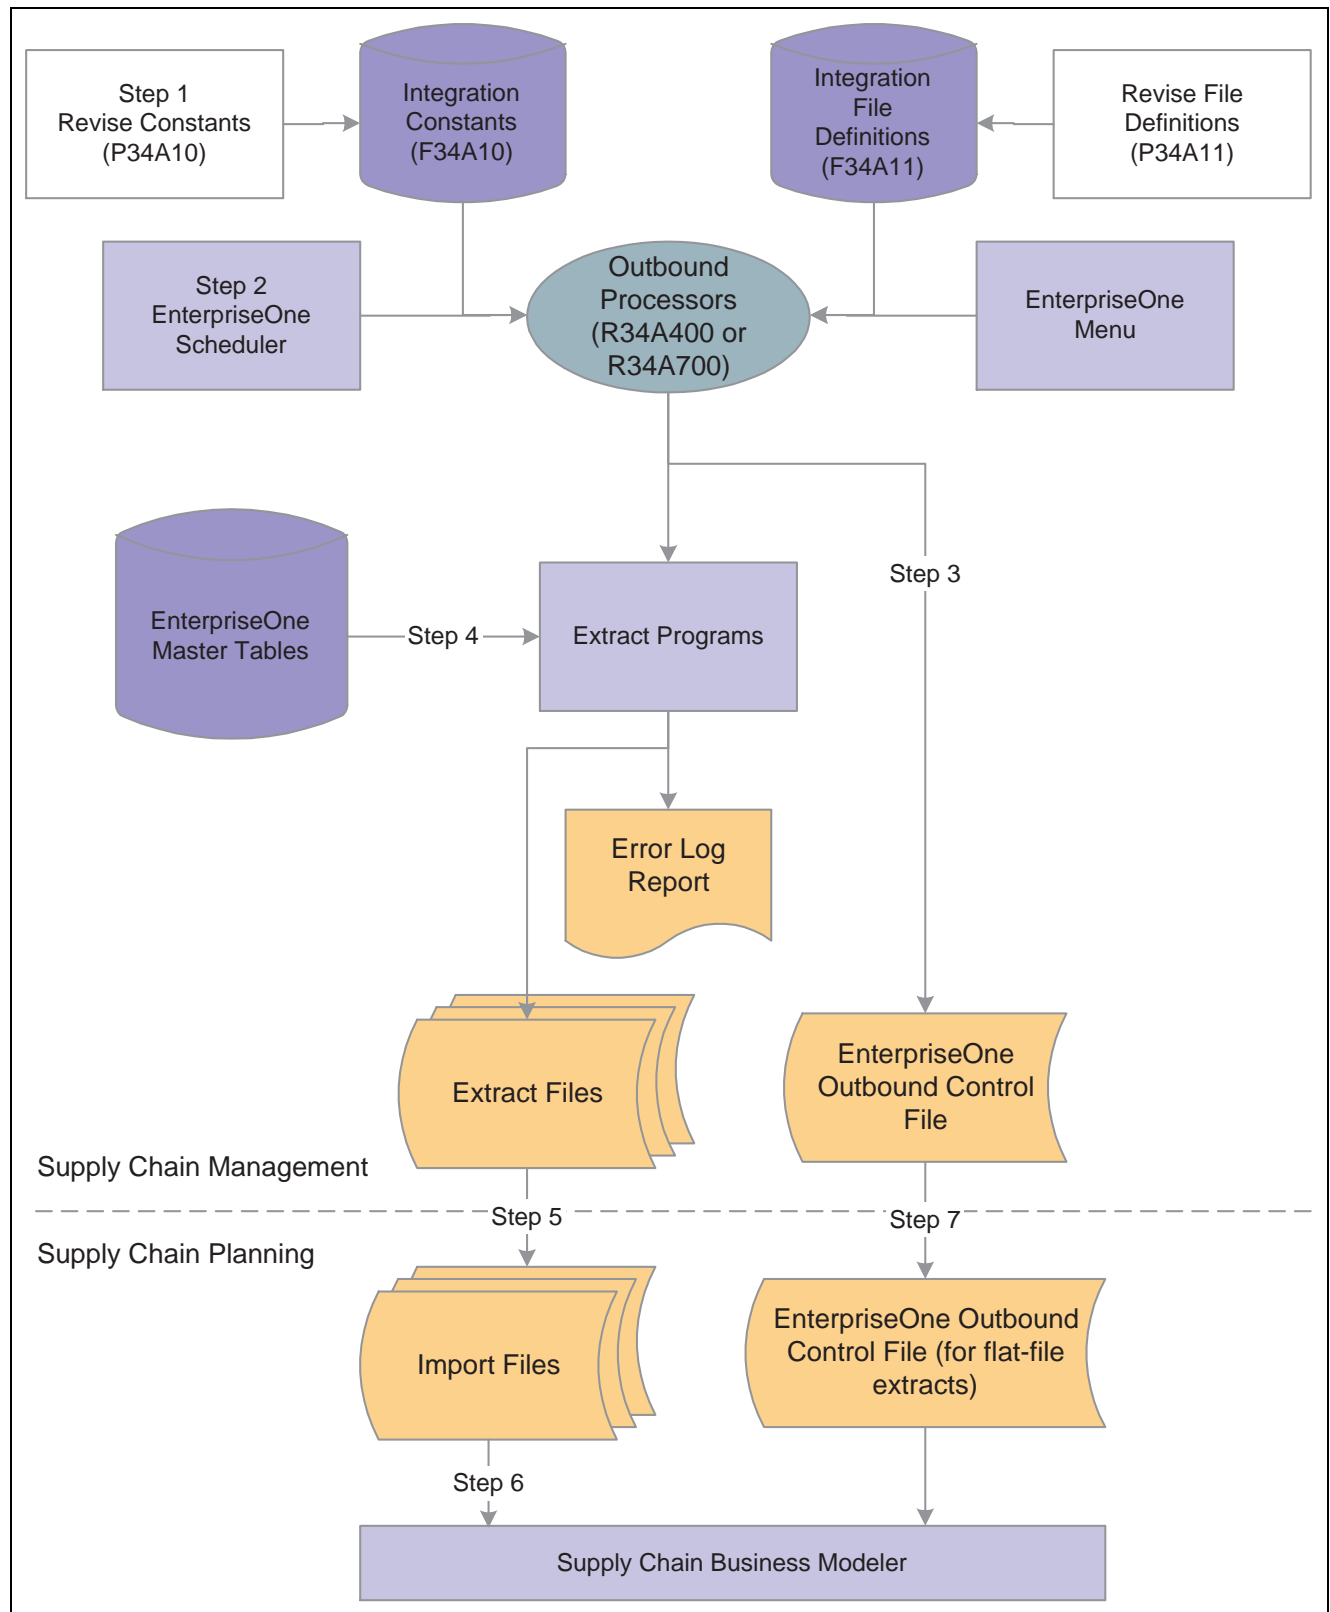 Step 1
Revise Constants
(P34A10)
Integration
Constants
(F34A10)
Integration
File
Definitions
(F34A11)
Revise File
Definitions
(P34A11)
Step 2
EnterpriseOne
Scheduler
Outbound
Processors
(R34A400 or
R34A700)
EnterpriseOne
Menu
Step 3
EnterpriseOne
Master Tables
Step 4
Extract Programs
Error Log
Report
Extract Files
EnterpriseOne
Outbound Control
File
Supply Chain Management
Step 5
Step 7
Supply Chain Planning
Import Files
EnterpriseOne Outbound
Control File (for flat-file
extracts)
Step 6
Supply Chain Business Modeler